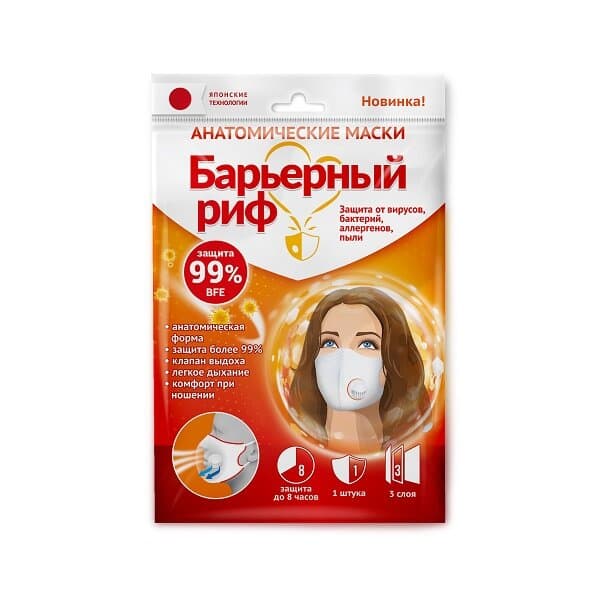 ЯПОНСКИЕ
ТЕХНОЛОГИИ
Новинка!
АНАТОМИЧЕСКИЕ МАСКИ
Барьерный
риф
Защита от вирусов,
бактерий,
аллергенов,
пыли
защита
99%
BFE
• анатомическая
форма
• защита более 99%
• клапан выдоха
• легкое дыхание
• комфорт при
ношении
8
защита
до 8 часов
1
1 штука
3
3 слоя